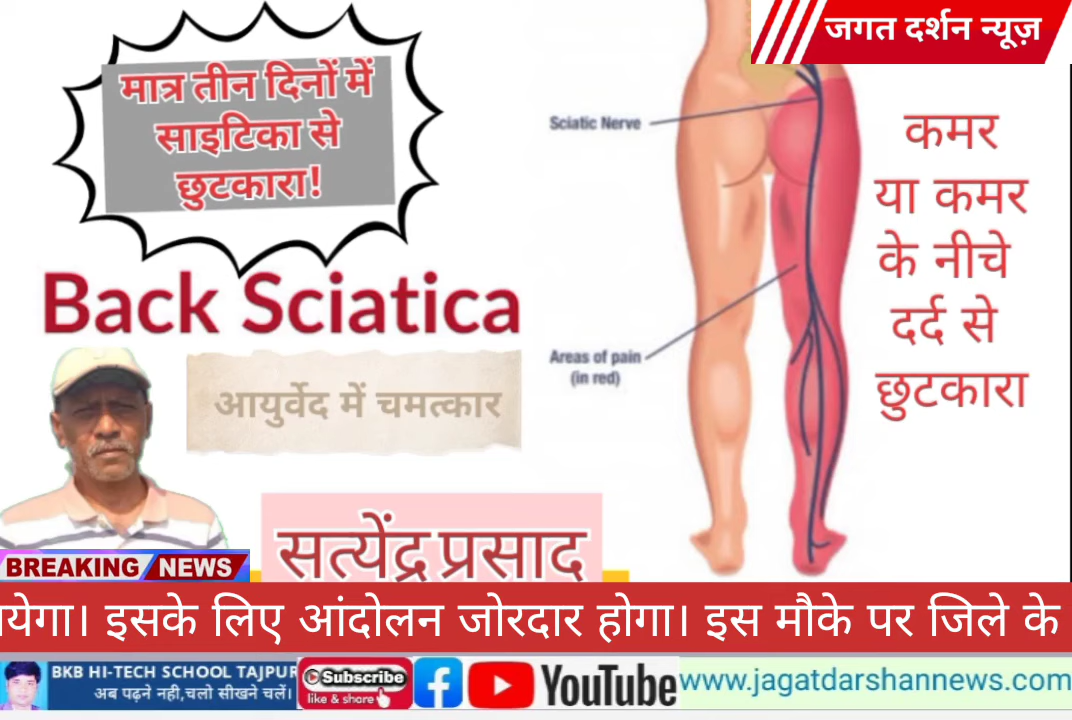 जगत दर्शन न्यूज़
मात्र तीन दिनों में
साइटिका से
छुटकारा!
Back Sciatica
आयुर्वेद में चमत्कार
सत्येंद्र प्रसाद
Sciatic Nerve
Areas of pain
(in red)
कमर
या कमर
के नीचे
दर्द से
छुटकारा
BREAKING NEWS
येगा। इसके लिए आंदोलन जोरदार होगा। इस मौके पर जिले के
BKB HI-TECH SCHOOL TAJPUR
अब पढ़ने नही,चलो सीखने चलें।
Subscribe
like & share
YouTube
www.jagatdarshannews.com